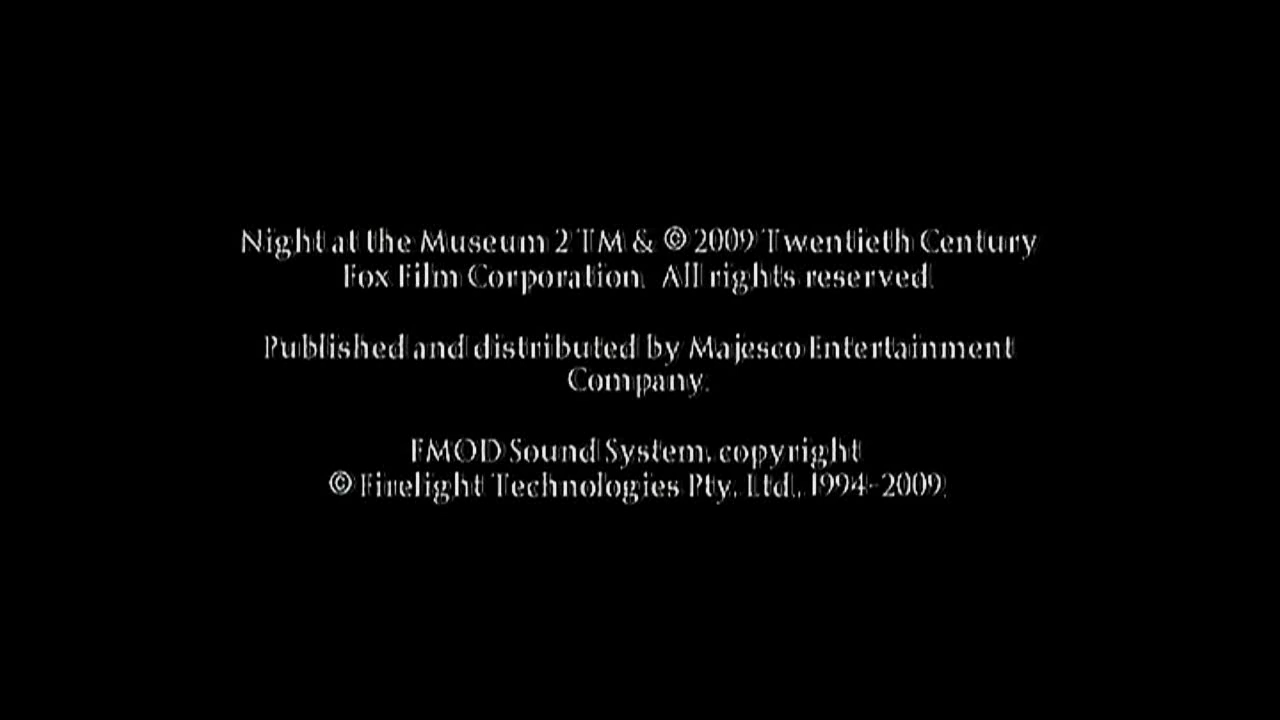 Night at the Museum 2 TM & © 2009 Twentieth Century
Fox Film Corporation. All rights reserved.
Published and distributed by Majesco Entertainment
Company.
FMOD Sound System, copyright
© Firelight Technologies Pty, Ltd., 1994-2009.